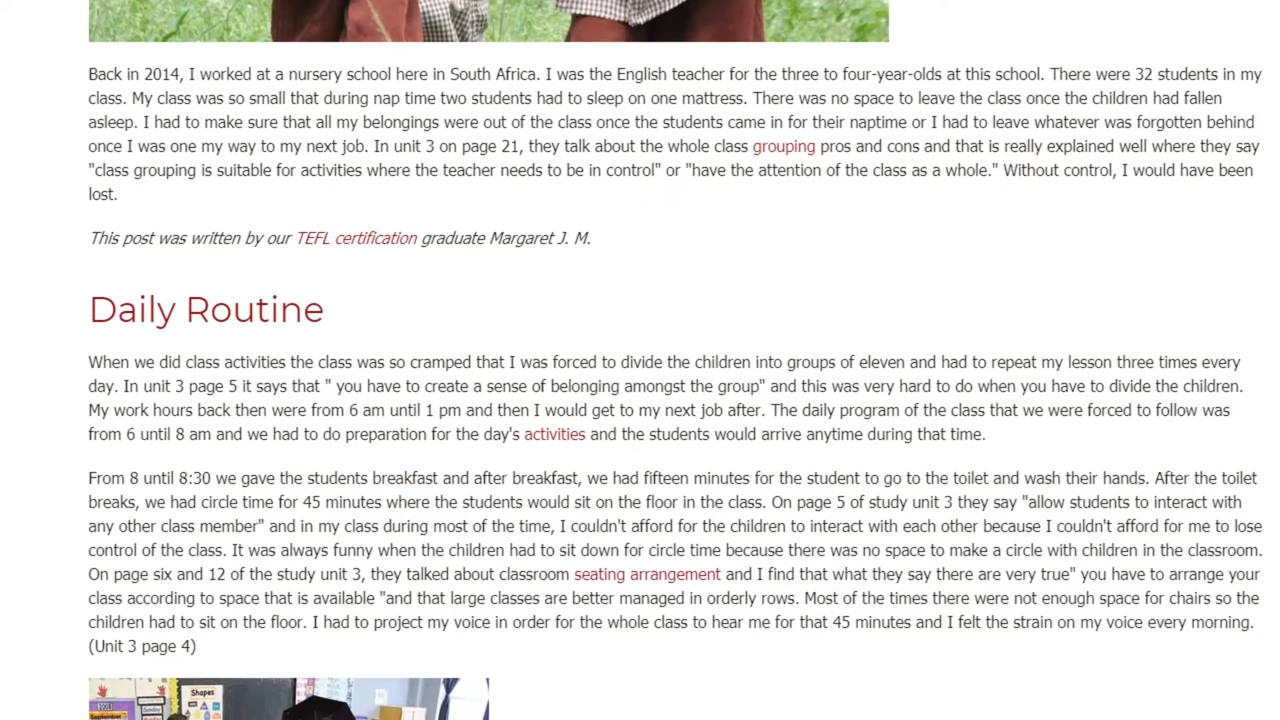 Back in 2014, I worked at a nursery school here in South Africa. I was the English teacher for the three to four-year-olds at this school. There were 32 students in my
class. My class was so small that during nap time two students had to sleep on one mattress. There was no space to leave the class once the children had fallen
asleep. I had to make sure that all my belongings were out of the class once the students came in for their naptime or I had to leave whatever was forgotten behind
once I was one my way to my next job. In unit 3 on page 21, they talk about the whole class grouping pros and cons and that is really explained well where they say
"class grouping is suitable for activities where the teacher needs to be in control" or "have the attention of the class as a whole." Without control, I would have been
lost.
This post was written by our TEFL certification graduate Margaret J. M.
Daily Routine
When we did class activities the class was so cramped that I was forced to divide the children into groups of eleven and had to repeat my lesson three times every
day. In unit 3 page 5 it says that " you have to create a sense of belonging amongst the group" and this was very hard to do when you have to divide the children.
My work hours back then were from 6 am until 1 pm and then I would get to my next job after. The daily program of the class that we were forced to follow was
from 6 until 8 am and we had to do preparation for the day's activities and the students would arrive anytime during that time.
From 8 until 8:30 we gave the students breakfast and after breakfast, we had fifteen minutes for the student to go to the toilet and wash their hands. After the toilet
breaks, we had circle time for 45 minutes where the students would sit on the floor in the class. On page 5 of study unit 3 they say "allow students to interact with
any other class member" and in my class during most of the time, I couldn't afford for the children to interact with each other because I couldn't afford for me to lose
control of the class. It was always funny when the children had to sit down for circle time because there was no space to make a circle with children in the classroom.
On page six and 12 of the study unit 3, they talked about classroom seating arrangement and I find that what they say there are very true" you have to arrange your
class according to space that is available "and that large classes are better managed in orderly rows. Most of the times there were not enough space for chairs so the
children had to sit on the floor. I had to project my voice in order for the whole class to hear me for that 45 minutes and I felt the strain on my voice every morning.
(Unit 3 page 4)
Shapes
September